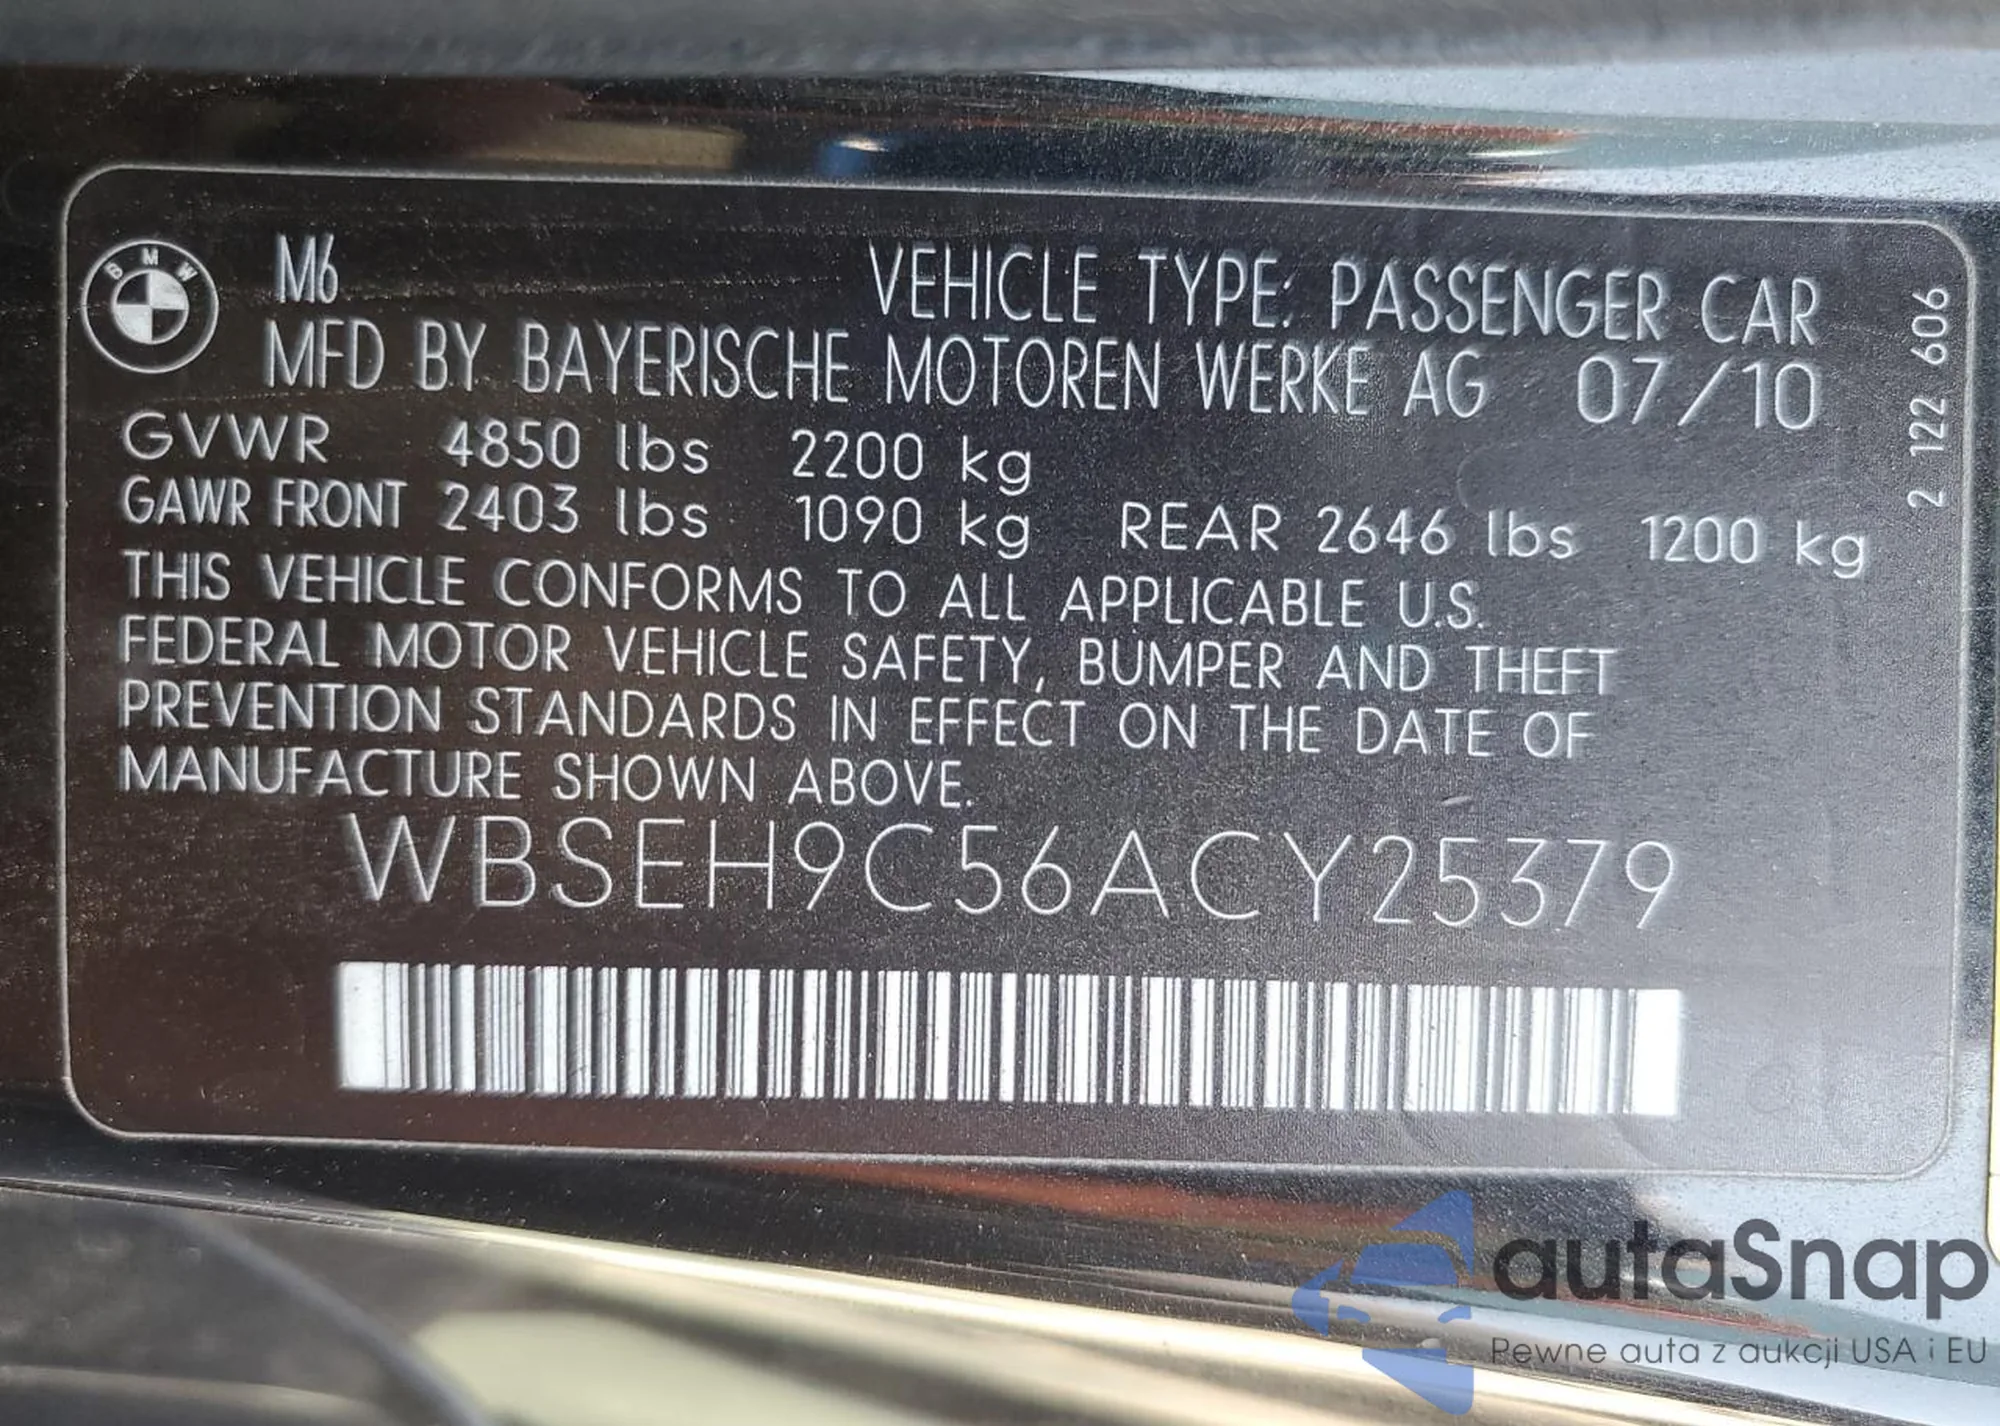 BMW
M6 VEHICLE TYPE: PASSENGER CAR
MFD BY BAYERISCHE MOTOREN WERKE AG 07/10
GVWR 4850 lbs 2200 kg
GAWR FRONT 2403 lbs 1090 kg REAR 2646 lbs 1200 kg
THIS VEHICLE CONFORMS TO ALL APPLICABLE U.S.
FEDERAL MOTOR VEHICLE SAFETY, BUMPER AND THEFT
PREVENTION STANDARDS IN EFFECT ON THE DATE OF
MANUFACTURE SHOWN ABOVE.
WBSEH9C56ACY25379
2 122 606
autaSnap
Pewne auta z aukcji USA i EU